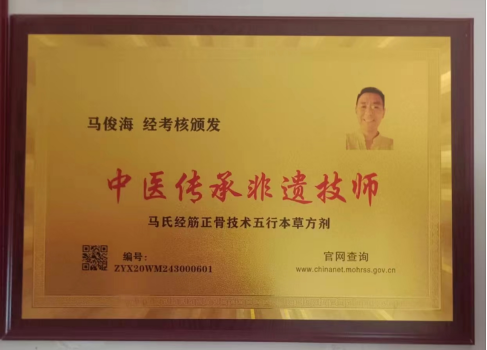 马俊海 经考核颁发
中医传承非遗技师
马氏经筋正骨技术五行本草方剂
编号:
ZYX20WM243000601
官网查询
www.chinanet.mohrss.gov.cn